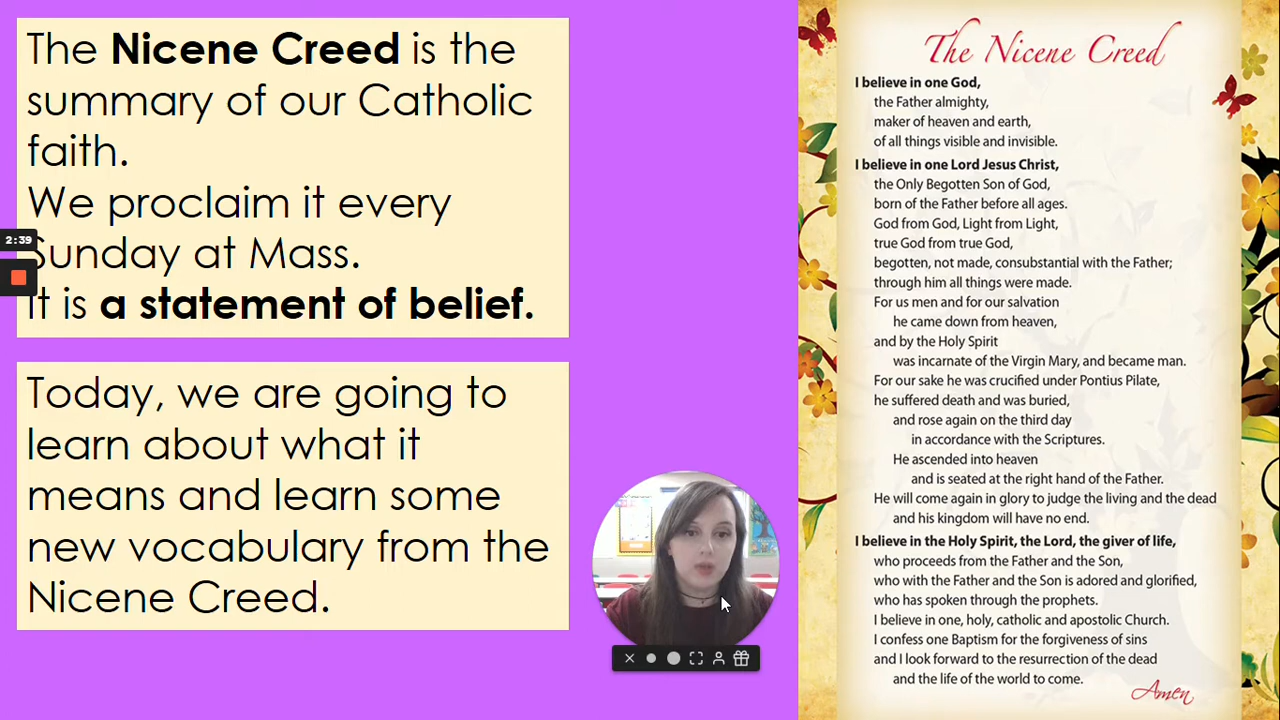 The Nicene Creed is the
summary of our Catholic
faith.
We proclaim it every
Sunday at Mass.
It is a statement of belief.
2:39
Today, we are going to
learn about what it
means and learn some
new vocabulary from the
Nicene Creed.
The Nicene Creed
I believe in one God,
the Father almighty,
maker of heaven and earth,
of all things visible and invisible.
I believe in one Lord Jesus Christ,
the Only Begotten Son of God,
born of the Father before all ages.
God from God, Light from Light,
true God from true God,
begotten, not made, consubstantial with the Father;
through him all things were made.
For us men and for our salvation
he came down from heaven,
and by the Holy Spirit
was incarnate of the Virgin Mary, and became man.
For our sake he was crucified under Pontius Pilate,
he suffered death and was buried,
and rose again on the third day
in accordance with the Scriptures.
He ascended into heaven
and is seated at the right hand of the Father.
He will come again in glory to judge the living and the dead
and his kingdom will have no end.
I believe in the Holy Spirit, the Lord, the giver of life,
who proceeds from the Father and the Son,
who with the Father and the Son is adored and glorified,
who has spoken through the prophets.
I believe in one, holy, catholic and apostolic Church.
I confess one Baptism for the forgiveness of sins
and I look forward to the resurrection of the dead
and the life of the world to come.
Amen